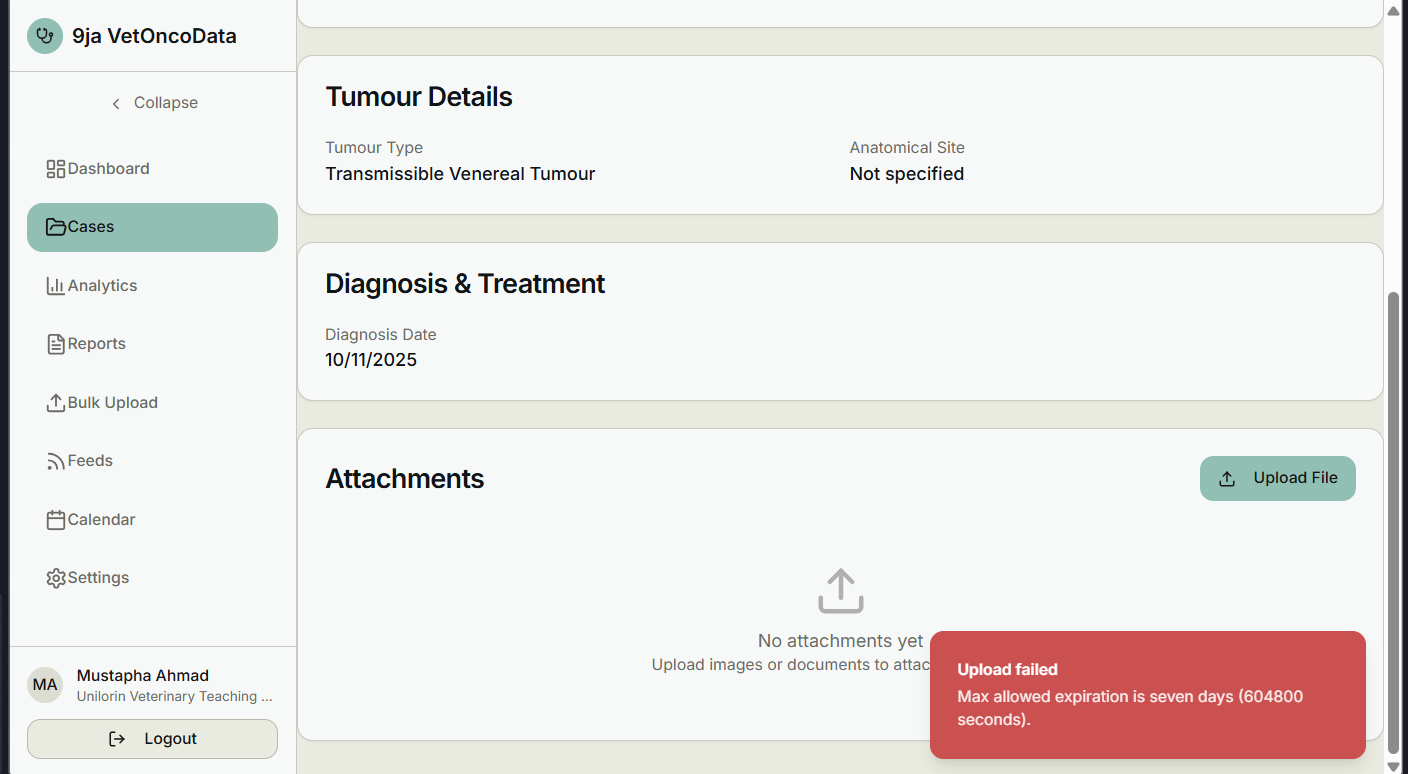 9ja VetOncoData
Collapse
Dashboard
Cases
Analytics
Reports
Bulk Upload
Feeds
Calendar
Settings
MA
Mustapha Ahmad
Unilorin Veterinary Teaching ...
Logout
Tumour Details
Tumour Type
Anatomical Site
Transmissible Venereal Tumour
Not specified
Diagnosis & Treatment
Diagnosis Date
10/11/2025
Attachments
Upload File
No attachments yet
Upload images or documents to attac
Upload failed
Max allowed expiration is seven days (604800
seconds).